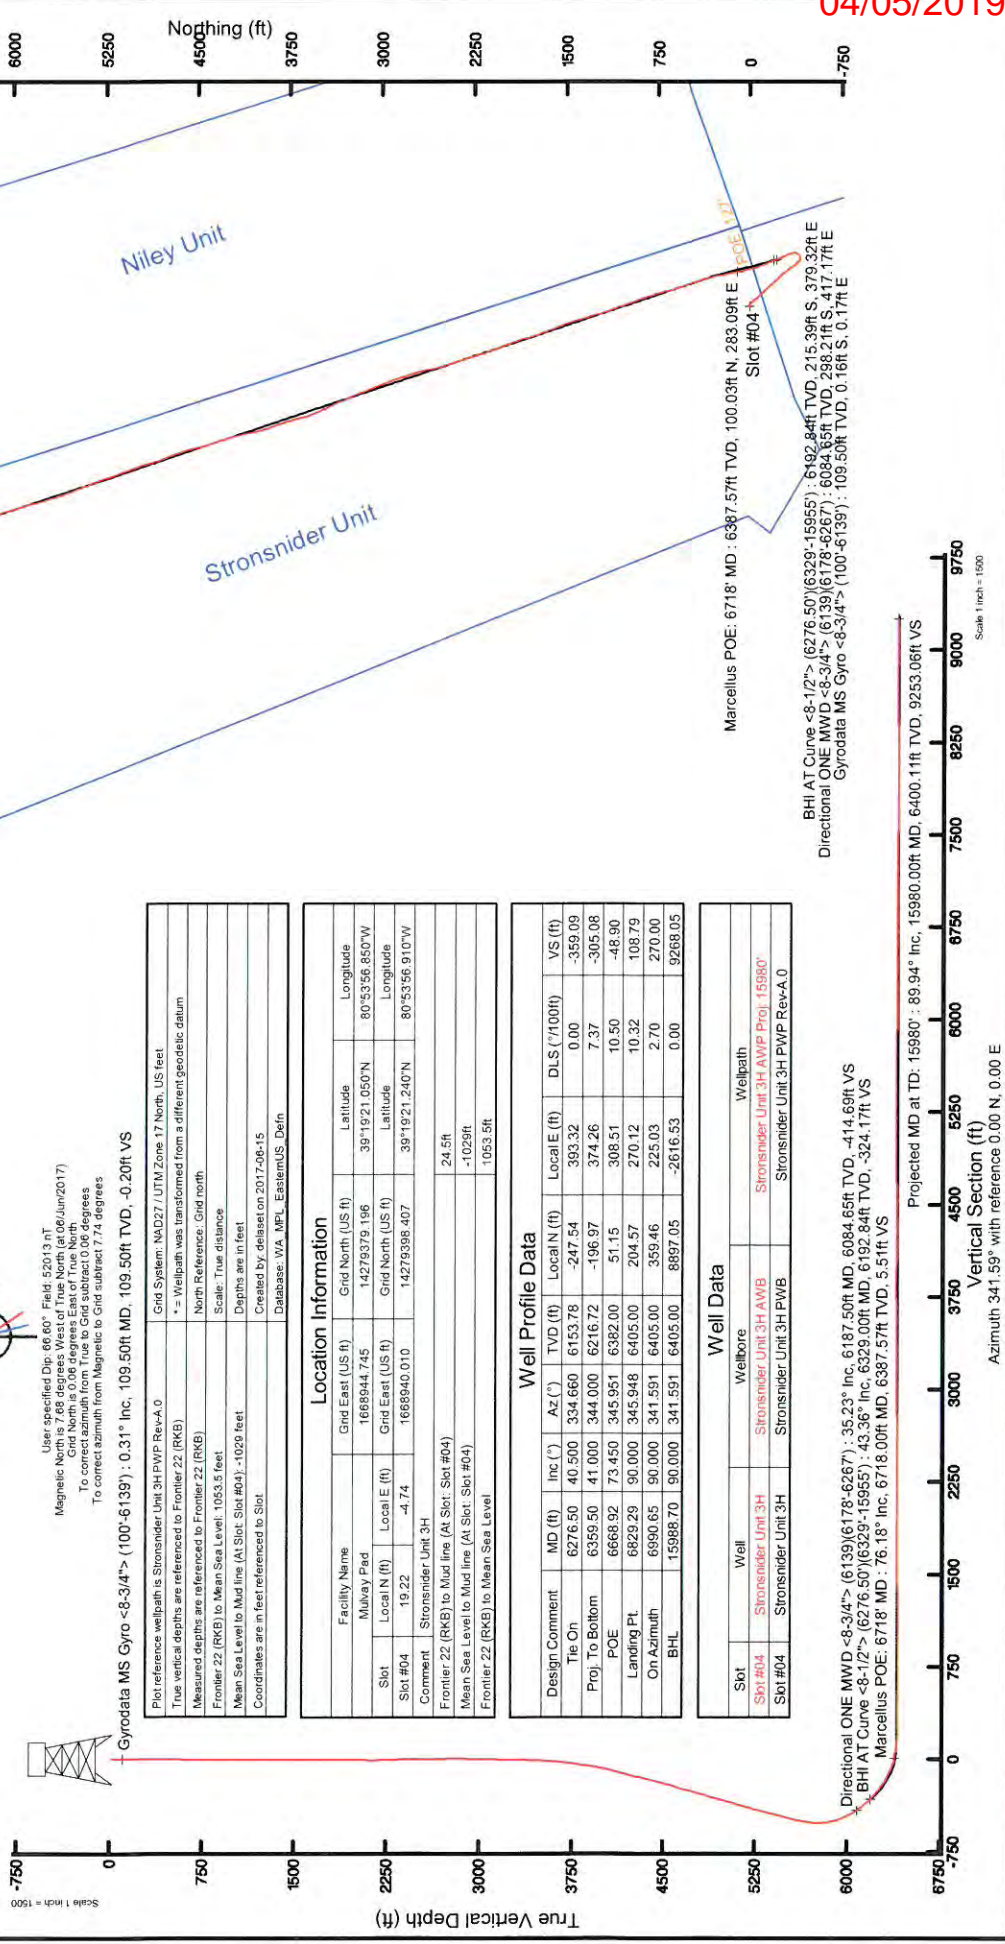 04/05/2019
Northing (ft)
6000
5250
4500
3750
3000
1500
750
0
-750
Niley Unit
Stronsnider Unit
POE 127'
Marcellus POE: 6718' MD : 6387.57ft TVD, 100.03ft N, 283.09ft E
Slot #04
BHI AT Curve <8-1/2"> (6276.50')(6329'-15955') : 6192.84ft TVD, 215.39ft S, 379.32ft E
Directional ONE MWD <8-3/4"> (6139)(6178'-6267') : 6084.65ft TVD, 298.21ft S, 417.17ft E
Gyrodata MS Gyro <8-3/4"> (100'-6139') : 109.50ft TVD, 0.16ft S, 0.17ft E
User specified Dip: 66.60° Field: 52013 nT
Magnetic North is 7.68 degrees West of True North (at 06/Jun/2017)
Grid North is 0.06 degrees East of True North
To correct azimuth from True to Grid subtract 0.06 degrees
To correct azimuth from Magnetic to Grid subtract 7.74 degrees
Gyrodata MS Gyro <8-3/4"> (100'-6139') : 0.31° Inc, 109.50ft MD, 109.50ft TVD, -0.20ft VS
Plot reference wellpath is Stronsnider Unit 3H PWP Rev-A.0
True vertical depths are referenced to Frontier 22 (RKB)
Measured depths are referenced to Frontier 22 (RKB)
Frontier 22 (RKB) to Mean Sea Level: 1053.5 feet
Mean Sea Level to Mud line (At Slot: Slot #04): -1029 feet
Coordinates are in feet referenced to Slot
Grid System: NAD27 / UTM Zone 17 North, US feet
* = Wellpath was transformed from a different geodetic datum
North Reference: Grid north
Scale: True distance
Depths are in feet
Created by: delaset on 2017-06-15
Database: WA_MPL_EasternUS_Defn
Location Information
Facility Name Grid East (US ft) Grid North (US ft) Latitude Longitude
Mulvay Pad 1668944.745 14279379.196 39°19'21.050"N 80°53'56.850"W
Slot Local N (ft) Local E (ft) Grid East (US ft) Grid North (US ft) Latitude Longitude
Slot #04 19.22 -4.74 1668940.010 14279398.407 39°19'21.240"N 80°53'56.910"W
Comment Stronsnider Unit 3H
Frontier 22 (RKB) to Mud line (At Slot: Slot #04) 24.5ft
Mean Sea Level to Mud line (At Slot: Slot #04) -1029ft
Frontier 22 (RKB) to Mean Sea Level 1053.5ft
Well Profile Data
Design Comment MD (ft) Inc (°) Az (°) TVD (ft) Local N (ft) Local E (ft) DLS (°/100ft) VS (ft)
Tie On 6276.50 40.500 334.660 6153.78 -247.54 393.32 0.00 -359.09
Proj. To Bottom 6359.50 41.000 344.000 6216.72 -196.97 374.26 7.37 -305.08
POE 6668.92 73.450 345.951 6382.00 51.15 308.51 10.50 -48.90
Landing Pt. 6829.29 90.000 345.948 6405.00 204.57 270.12 10.32 108.79
On Azimuth 6990.65 90.000 341.591 6405.00 359.46 225.03 2.70 270.00
BHL 15988.70 90.000 341.591 6405.00 8897.05 -2616.53 0.00 9268.05
Well Data
Slot Well Wellbore Wellpath
Slot #04 Stronsnider Unit 3H Stronsnider Unit 3H AWB Stronsnider Unit 3H AWP Proj: 15980'
Slot #04 Stronsnider Unit 3H Stronsnider Unit 3H PWB Stronsnider Unit 3H PWP Rev-A.0
Directional ONE MWD <8-3/4"> (6139)(6178'-6267') : 35.23° Inc, 6187.50ft MD, 6084.65ft TVD, -414.69ft VS
BHI AT Curve <8-1/2"> (6276.50')(6329'-15955') : 43.36° Inc, 6329.00ft MD, 6192.84ft TVD, -324.17ft VS
Marcellus POE: 6718' MD : 76.18° Inc, 6718.00ft MD, 6387.57ft TVD, 5.51ft VS
Projected MD at TD: 15980' : 89.94° Inc, 15980.00ft MD, 6400.11ft TVD, 9253.06ft VS
Scale 1 inch = 1500
True Vertical Depth (ft)
-750
0
750
1500
2250
3000
3750
4500
5250
6000
6750
-750
0
750
1500
2250
3000
3750
4500
5250
6000
6750
7500
8250
9000
9750
Vertical Section (ft)
Azimuth 341.59° with reference 0.00 N, 0.00 E
Scale 1 inch = 1500